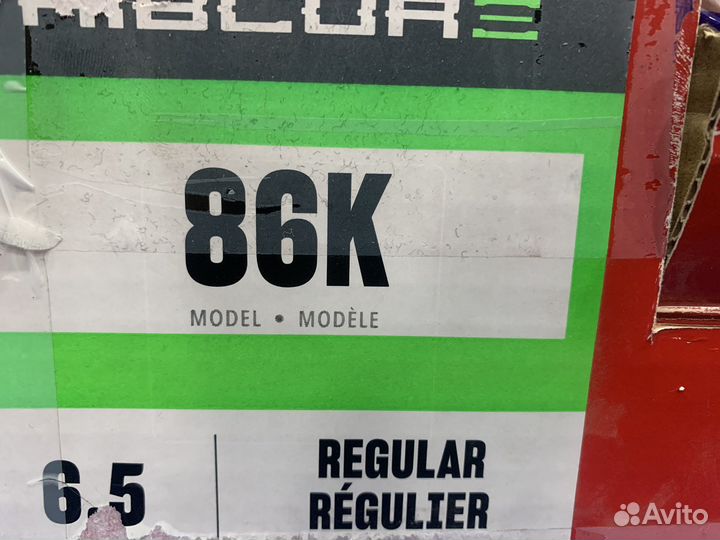 86K
MODEL • MODÈLE
6.5
REGULAR
RÉGULIER
Avito